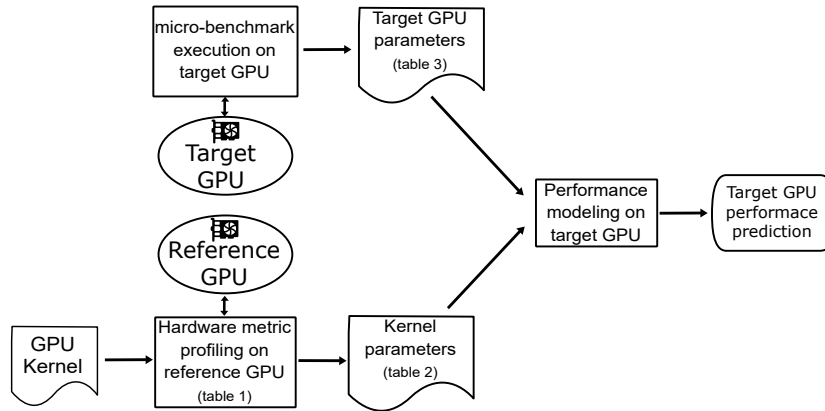 micro-benchmark
execution on
target GPU
Target GPU
parameters
(table 3)
Target
GPU
Performance
modeling on
target GPU
Target GPU
performace
prediction
Reference
GPU
GPU
Kernel
Hardware metric
profiling on
reference GPU
(table 1)
Kernel
parameters
(table 2)